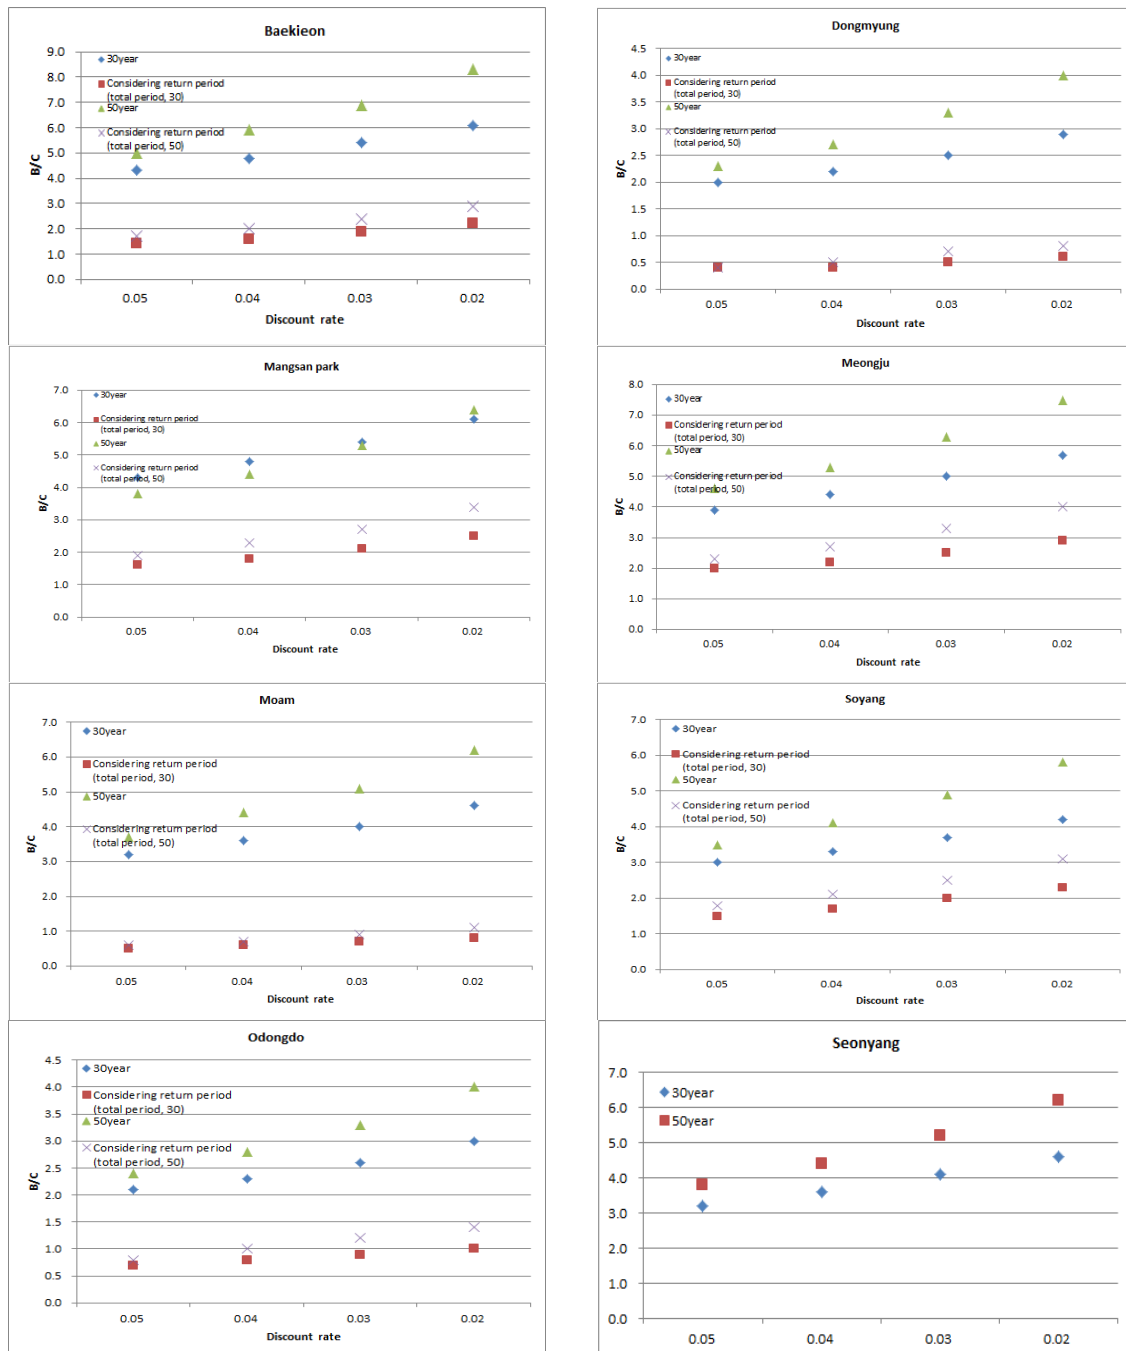 Baekieon
9.0
8.0
7.0
6.0
5.0
4.0
3.0
2.0
1.0
0.0
B/C
30year
Considering return period
(total period, 30)
50year
Considering return period
(total period, 50)
0.05 0.04 0.03 0.02
Discount rate
Dongmyung
4.5
4.0
3.5
3.0
2.5
2.0
1.5
1.0
0.5
0.0
B/C
30year
Considering return period
(total period, 30)
50year
Considering return period
(total period, 50)
0.05 0.04 0.03 0.02
Discount rate
Mangsan park
7.0
6.0
5.0
4.0
3.0
2.0
1.0
0.0
B/C
30year
Considering return period
(total period, 30)
50year
Considering return period
(total period, 50)
0.05 0.04 0.03 0.02
Discount rate
Meongju
8.0
7.0
6.0
5.0
4.0
3.0
2.0
1.0
0.0
B/C
30year
Considering return period
(total period, 30)
50year
Considering return period
(total period, 50)
0.05 0.04 0.03 0.02
Discount rate
Moam
7.0
6.0
5.0
4.0
3.0
2.0
1.0
0.0
B/C
30year
Considering return period
(total period, 30)
50year
Considering return period
(total period, 50)
0.05 0.04 0.03 0.02
Discount rate
Soyang
7.0
6.0
5.0
4.0
3.0
2.0
1.0
0.0
B/C
30year
Considering return period
(total period, 30)
50year
Considering return period
(total period, 50)
0.05 0.04 0.03 0.02
Discount rate
Odongdo
4.5
4.0
3.5
3.0
2.5
2.0
1.5
1.0
0.5
0.0
B/C
30year
Considering return period
(total period, 30)
50year
Considering return period
(total period, 50)
0.05 0.04 0.03 0.02
Discount rate
Seonyang
7.0
6.0
5.0
4.0
3.0
2.0
1.0
0.0
30year
50year
0.05 0.04 0.03 0.02